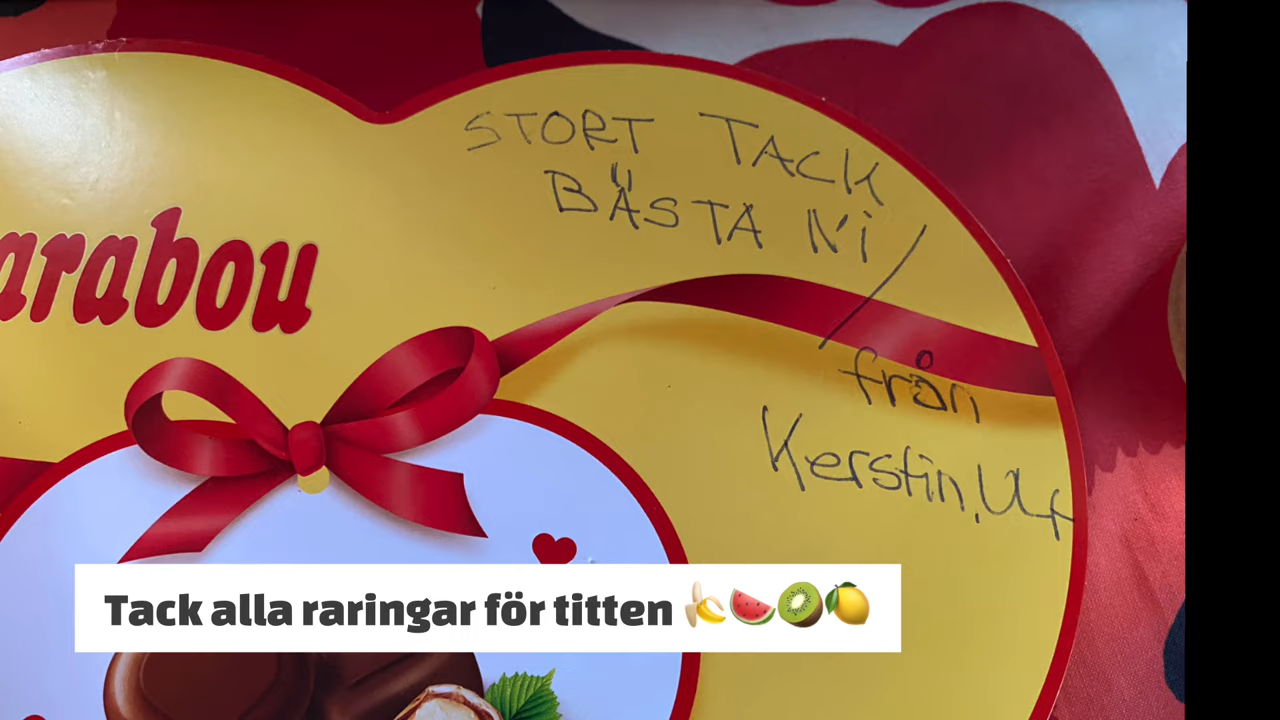 STORT TACK
BÄSTA NI
arabou
från
Kerstin, Ulf
Tack alla raringar för titten 🍌🍉🥝🍋